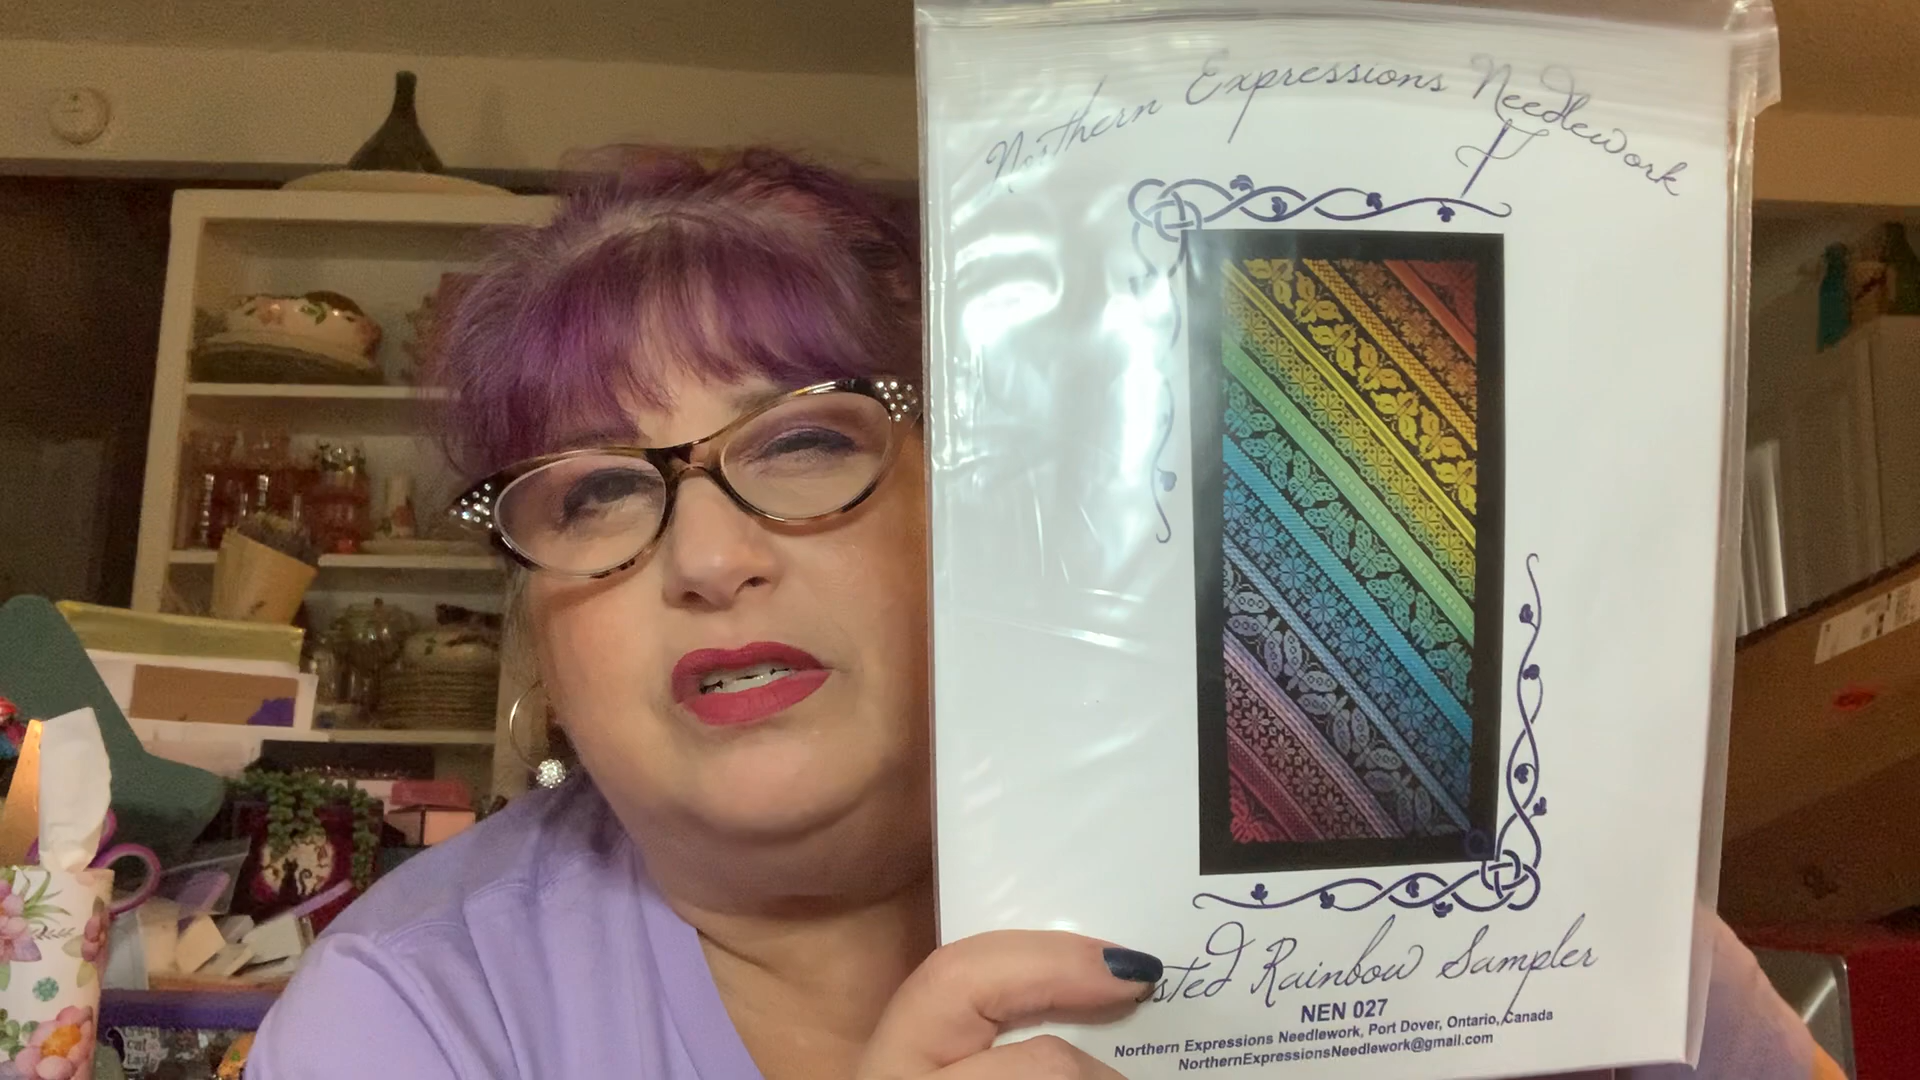 Northern Expressions Needlework
Rainbow Sampler
NEN 027
Northern Expressions Needlework, Port Dover, Ontario, Canada
NorthernExpressionsNeedlework@gmail.com